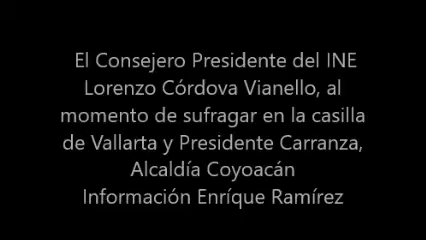 El Consejero Presidente del INE
Lorenzo Córdova Vianello, al
momento de sufragar en la casilla
de Vallarta y Presidente Carranza,
Alcaldía Coyoacán
Información Enríque Ramírez